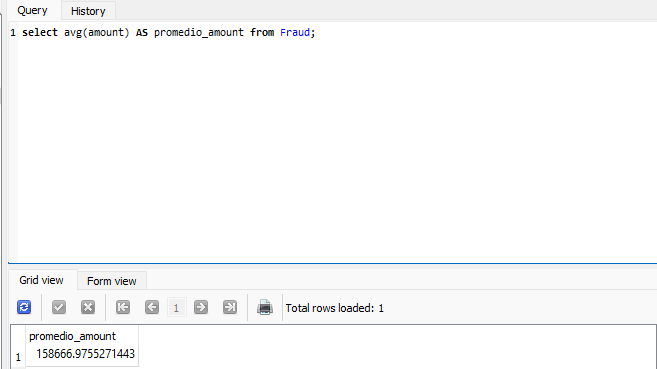 Query History
1 select avg(amount) AS promedio_amount from Fraud;
Grid view Form view
1 Total rows loaded: 1
promedio_amount
1 158666.9755271443